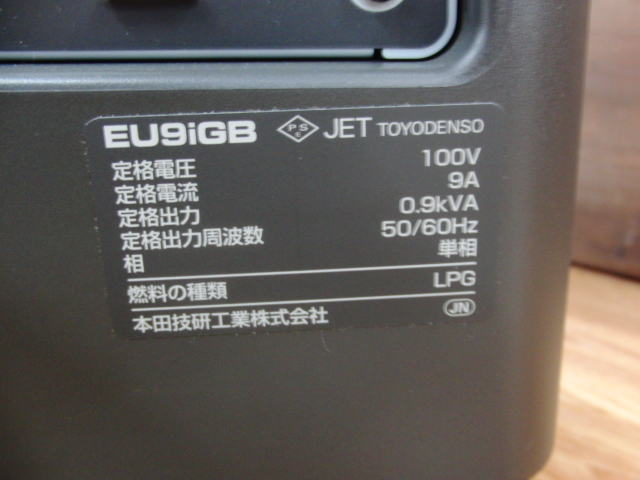 EU9iGB PSE JET TOYODENSO
定格電圧 100V
定格電流 9A
定格出力 0.9kVA
定格出力周波数 50/60Hz
相 単相
燃料の種類 LPG
本田技研工業株式会社 JN